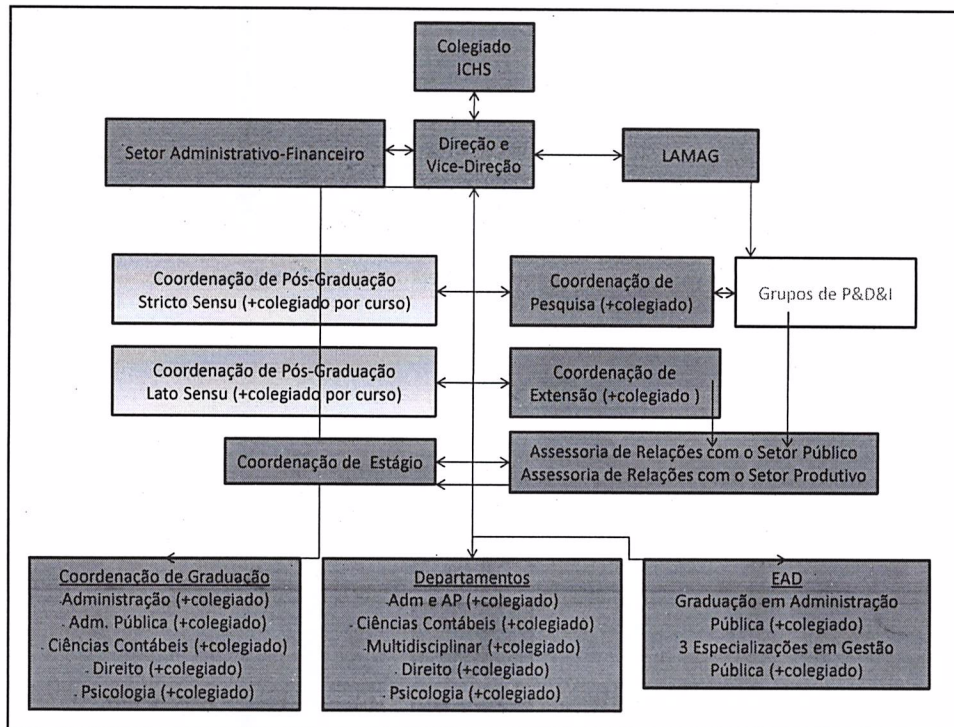 Colegiado
ICHS
Setor Administrativo-Financeiro
Direção e
Vice-Direção
LAMAG
Coordenação de Pós-Graduação
Stricto Sensu (+colegiado por curso)
Coordenação de
Pesquisa (+colegiado)
Grupos de P&D&I
Coordenação de Pós-Graduação
Lato Sensu (+colegiado por curso)
Coordenação de
Extensão (+colegiado )
Coordenação de Estágio
Assessoria de Relações com o Setor Público
Assessoria de Relações com o Setor Produtivo
Coordenação de Graduação
. Administração (+colegiado)
. Adm. Pública (+colegiado)
. Ciências Contábeis (+colegiado)
. Direito (+colegiado)
. Psicologia (+colegiado)
Departamentos
. Adm e AP (+colegiado)
. Ciências Contábeis (+colegiado)
. Multidisciplinar (+colegiado)
. Direito (+colegiado)
. Psicologia (+colegiado)
EAD
Graduação em Administração
Pública (+colegiado)
3 Especializações em Gestão
Pública (+colegiado)